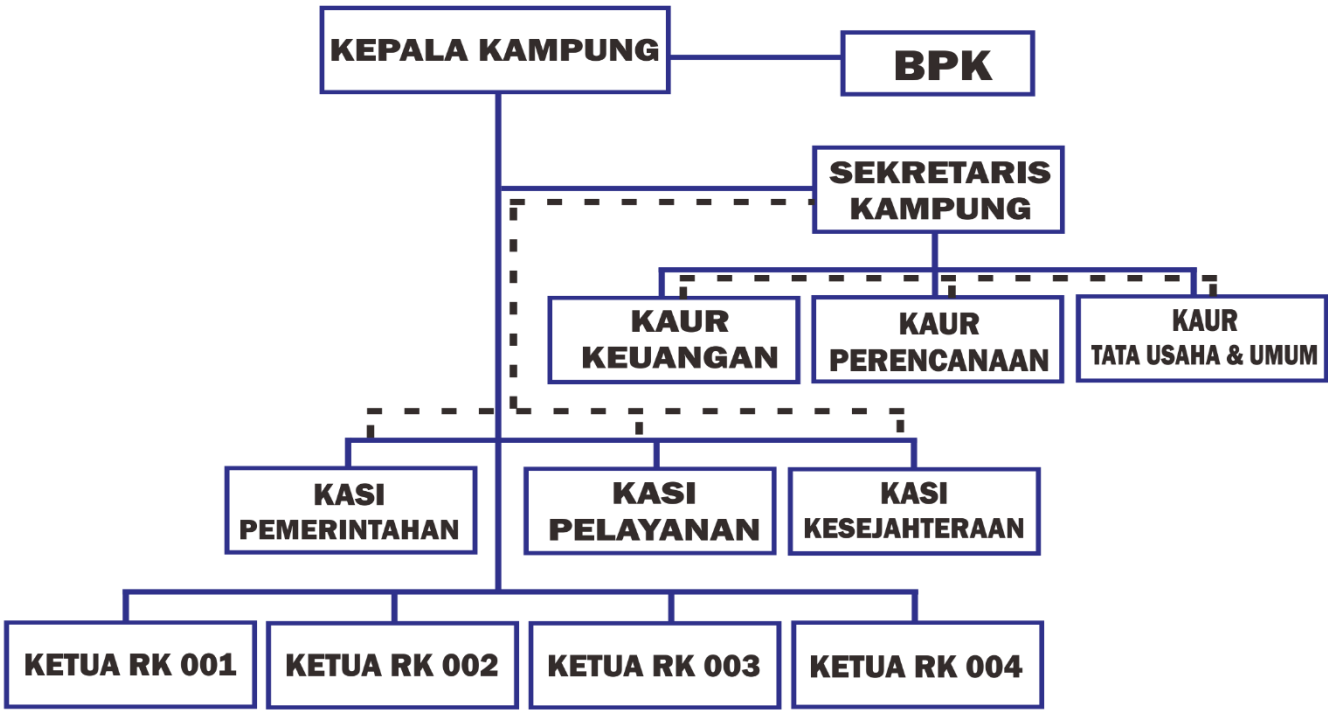 KEPALA KAMPUNG
BPK
SEKRETARIS
KAMPUNG
KAUR
KEUANGAN
KAUR
PERENCANAAN
KAUR
TATA USAHA & UMUM
KASI
PEMERINTAHAN
KASI
PELAYANAN
KASI
KESEJAHTERAAN
KETUA RK 001
KETUA RK 002
KETUA RK 003
KETUA RK 004